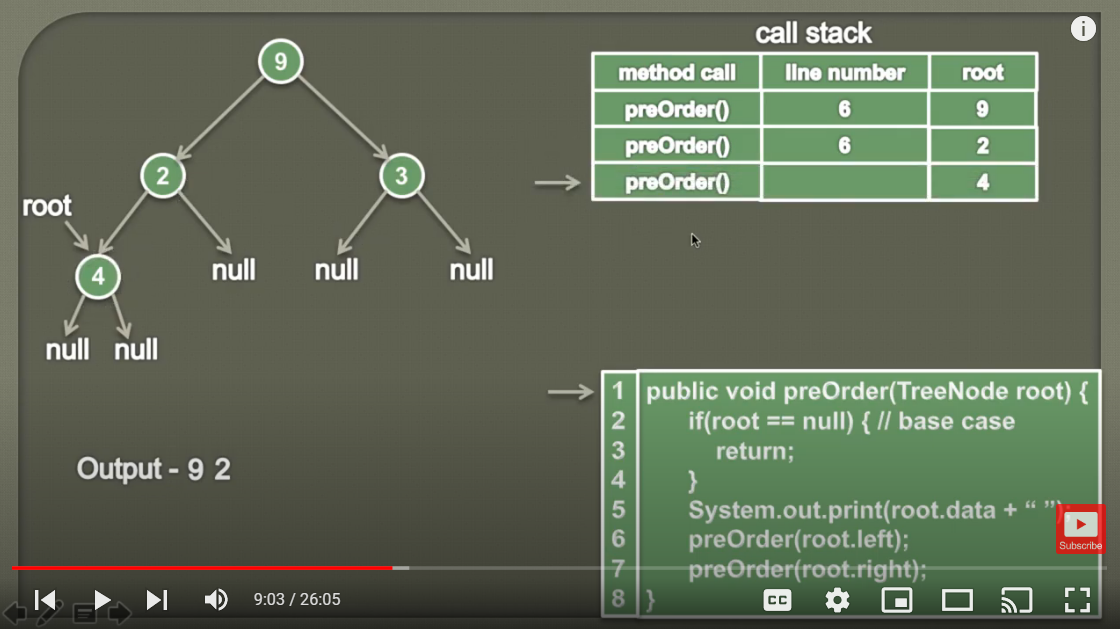 call stack
method call line number root
preOrder() 6 9
preOrder() 6 2
preOrder() 4
9
2 3
root
4 null null null
null null
Output - 9 2
1 public void preOrder(TreeNode root) {
2 if(root == null) { // base case
3 return;
4 }
5 System.out.print(root.data + “ ”);
6 preOrder(root.left);
7 preOrder(root.right);
8 }
Subscribe
9:03 / 26:05
CC
i